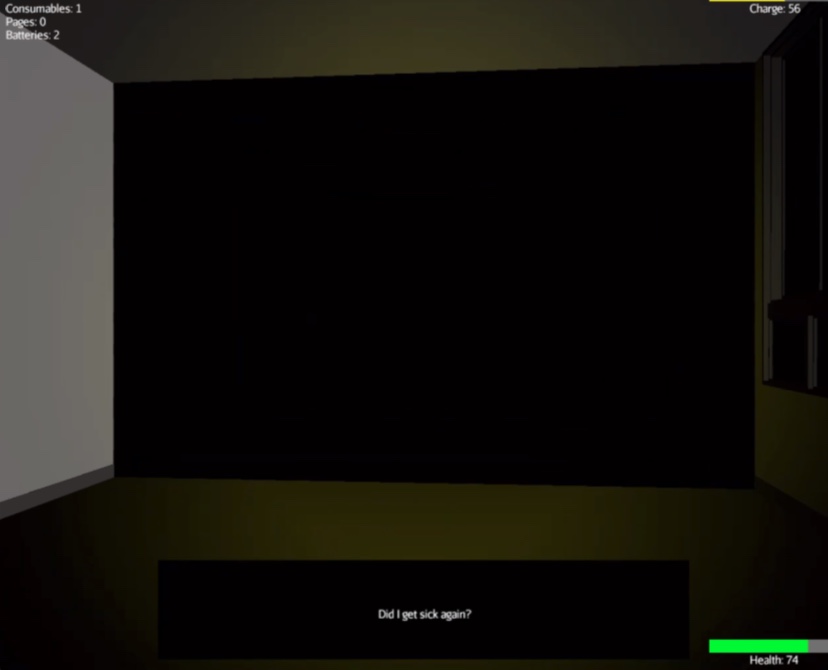 Consumables: 1
Pages: 0
Batteries: 2
Charge: 56
Did I get sick again?
Health: 74